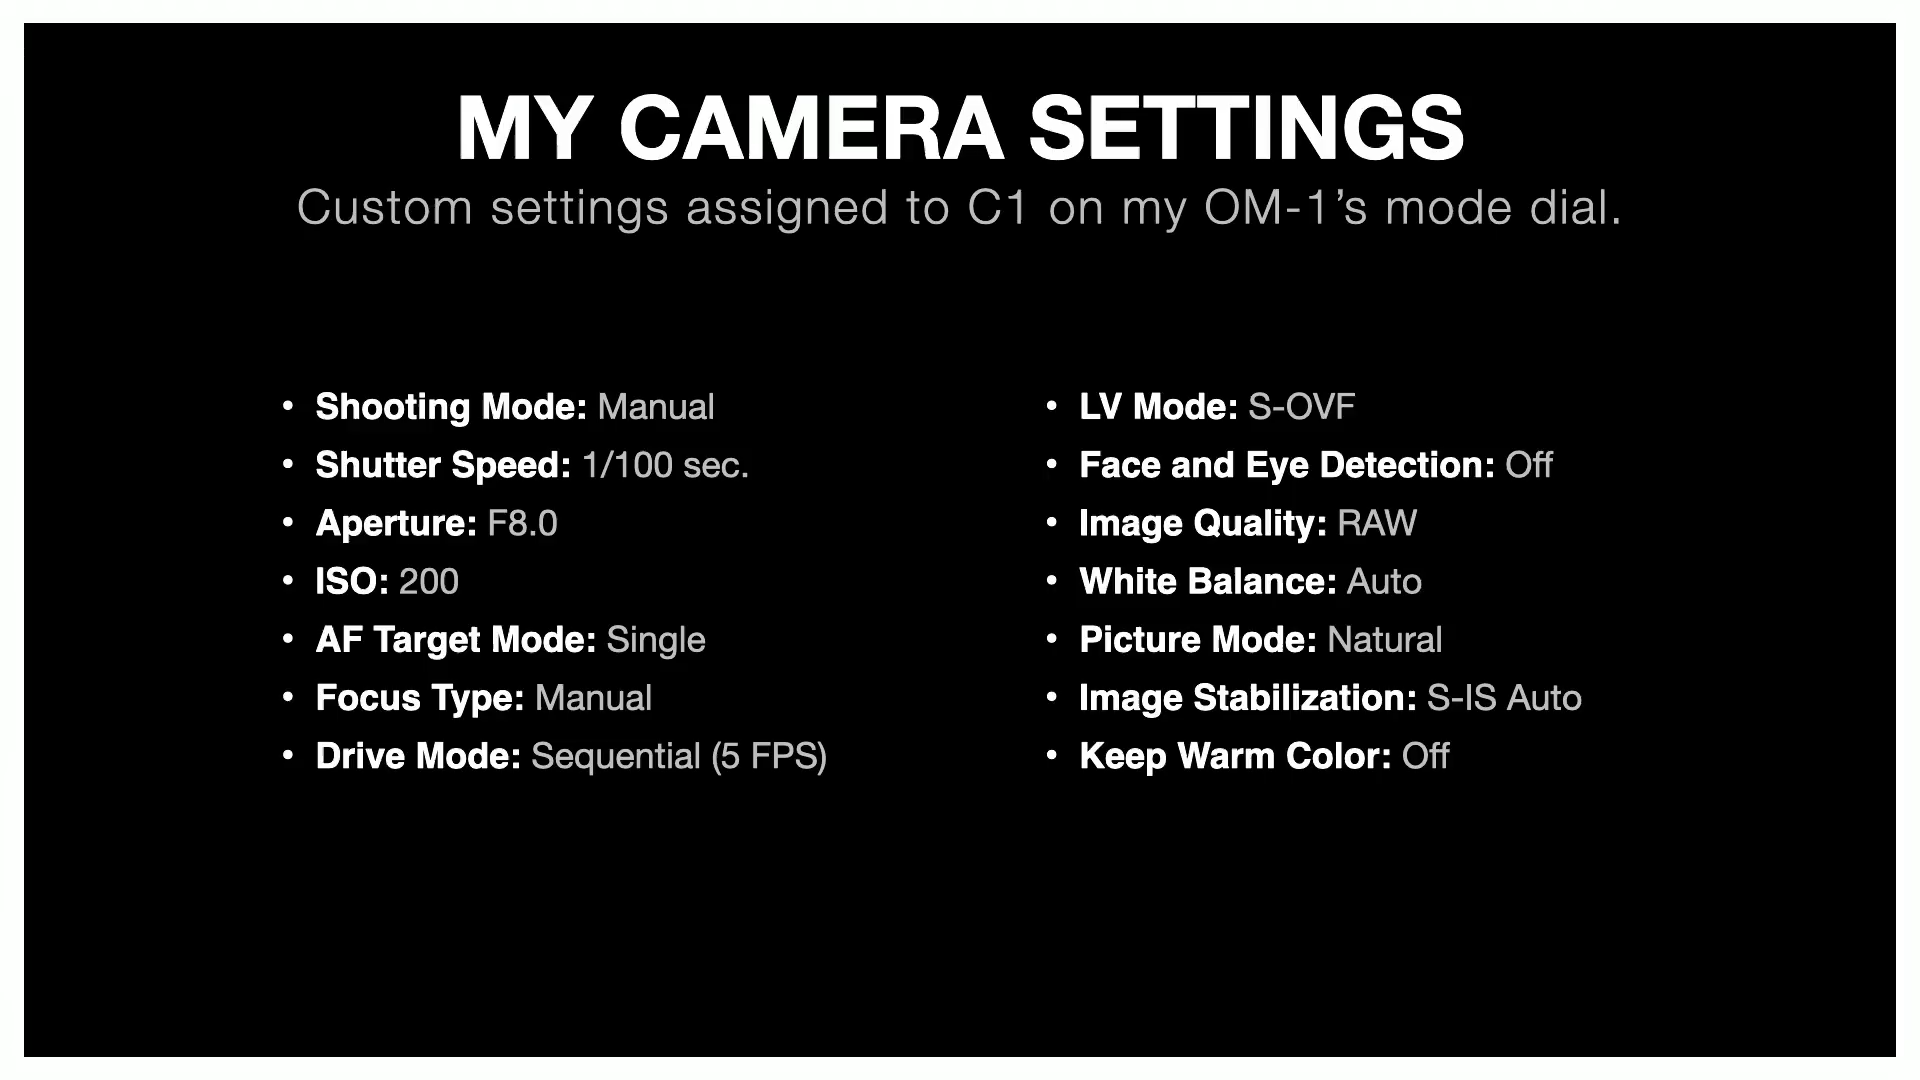 MY CAMERA SETTINGS
Custom settings assigned to C1 on my OM-1’s mode dial.
• Shooting Mode: Manual
• Shutter Speed: 1/100 sec.
• Aperture: F8.0
• ISO: 200
• AF Target Mode: Single
• Focus Type: Manual
• Drive Mode: Sequential (5 FPS)
• LV Mode: S-OVF
• Face and Eye Detection: Off
• Image Quality: RAW
• White Balance: Auto
• Picture Mode: Natural
• Image Stabilization: S-IS Auto
• Keep Warm Color: Off